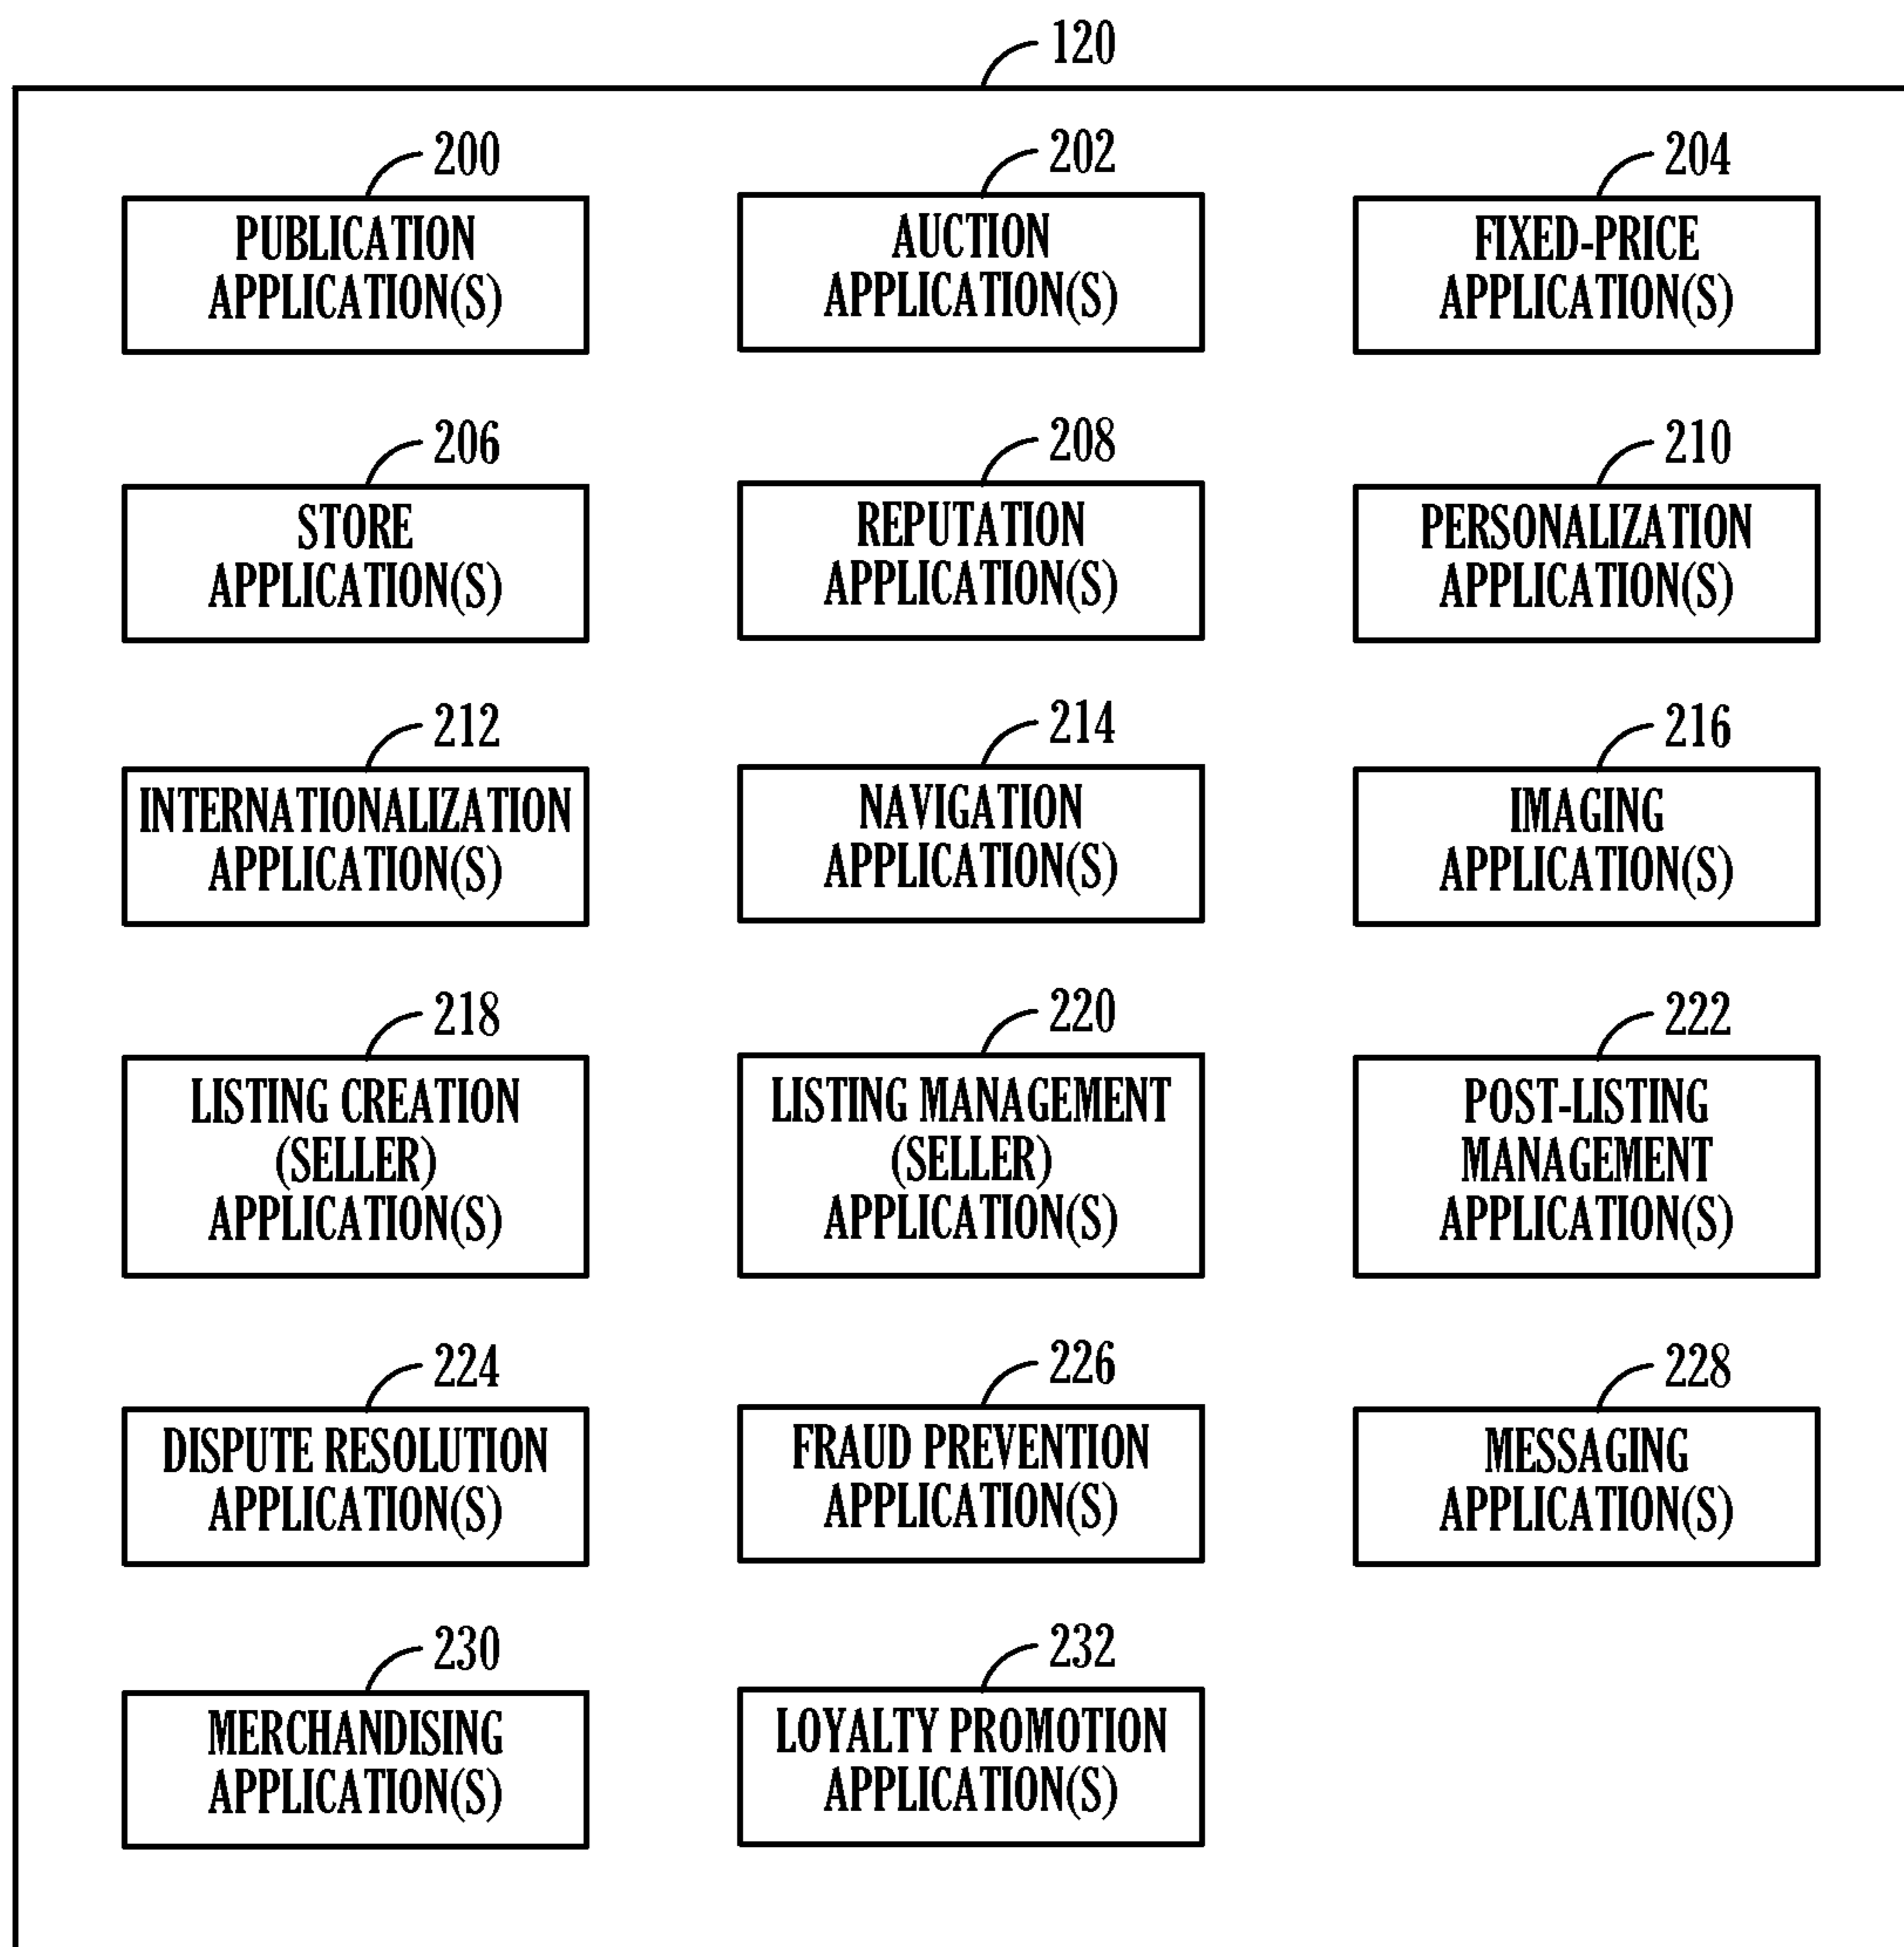 120
200
PUBLICATION
APPLICATION(S)
202
AUCTION
APPLICATION(S)
204
FIXED-PRICE
APPLICATION(S)
206
STORE
APPLICATION(S)
208
REPUTATION
APPLICATION(S)
210
PERSONALIZATION
APPLICATION(S)
212
INTERNATIONALIZATION
APPLICATION(S)
214
NAVIGATION
APPLICATION(S)
216
IMAGING
APPLICATION(S)
218
LISTING CREATION
(SELLER)
APPLICATION(S)
220
LISTING MANAGEMENT
(SELLER)
APPLICATION(S)
222
POST-LISTING
MANAGEMENT
APPLICATION(S)
224
DISPUTE RESOLUTION
APPLICATION(S)
226
FRAUD PREVENTION
APPLICATION(S)
228
MESSAGING
APPLICATION(S)
230
MERCHANDISING
APPLICATION(S)
232
LOYALTY PROMOTION
APPLICATION(S)